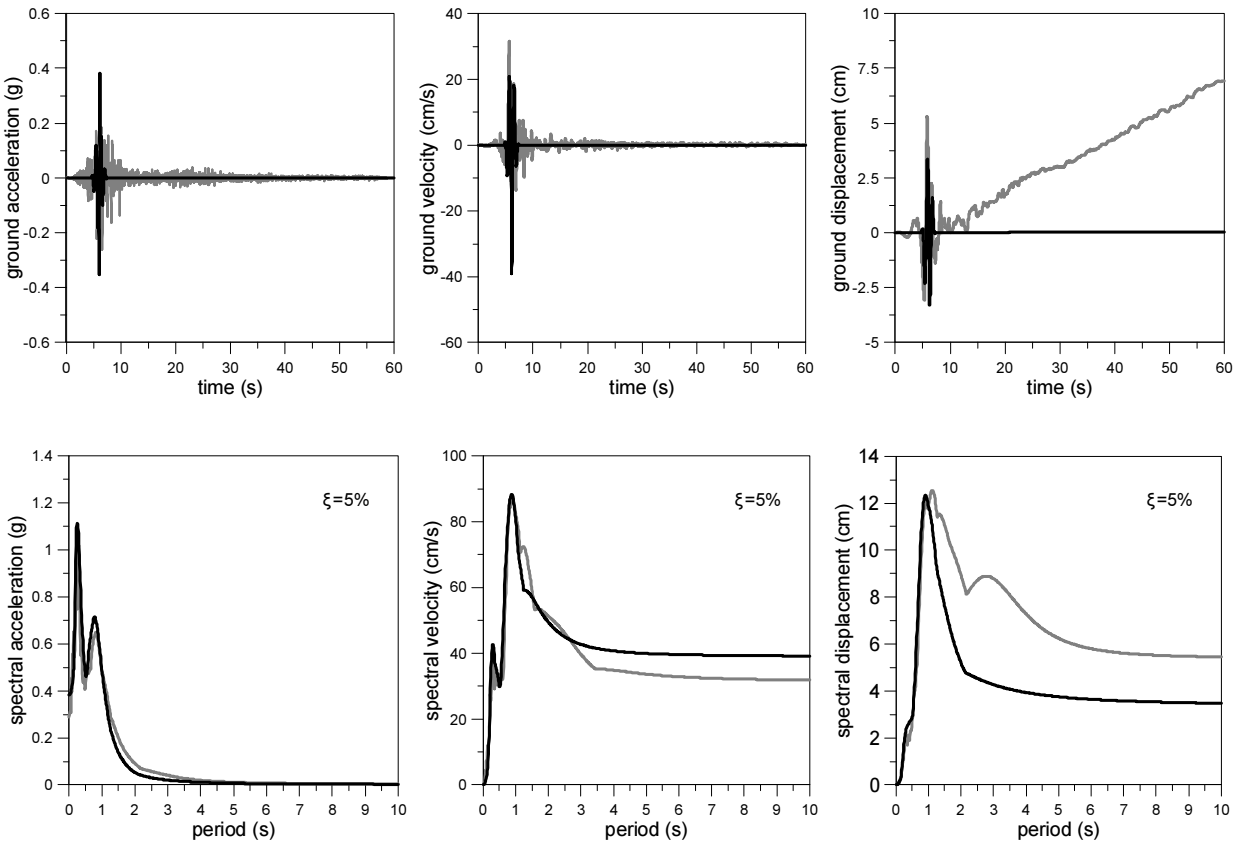 0.6
0.4
0.2
0
-0.2
-0.4
-0.6
ground acceleration (g)
0 10 20 30 40 50 60
time (s)
40
20
0
-20
-40
-60
ground velocity (cm/s)
0 10 20 30 40 50 60
time (s)
10
7.5
5
2.5
0
-2.5
-5
ground displacement (cm)
0 10 20 30 40 50 60
time (s)
1.4
1.2
1
0.8
0.6
0.4
0.2
0
spectral acceleration (g)
ξ=5%
0 1 2 3 4 5 6 7 8 9 10
period (s)
100
80
60
40
20
0
spectral velocity (cm/s)
ξ=5%
0 1 2 3 4 5 6 7 8 9 10
period (s)
14
12
10
8
6
4
2
0
spectral displacement (cm)
ξ=5%
0 1 2 3 4 5 6 7 8 9 10
period (s)